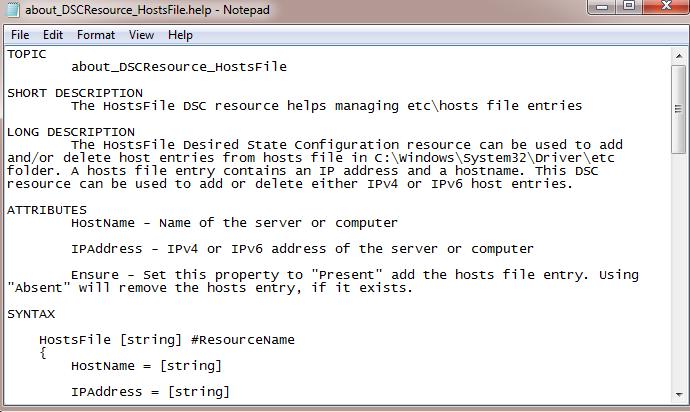 about_DSCResource_HostsFile.help - Notepad
File Edit Format View Help
TOPIC
about_DSCResource_HostsFile
SHORT DESCRIPTION
The HostsFile DSC resource helps managing etc\hosts file entries
LONG DESCRIPTION
The HostsFile Desired State Configuration resource can be used to add
and/or delete host entries from hosts file in C:\Windows\System32\Driver\etc
folder. A hosts file entry contains an IP address and a hostname. This DSC
resource can be used to add or delete either IPv4 or IPv6 host entries.
ATTRIBUTES
HostName - Name of the server or computer
IPAddress - IPv4 or IPv6 address of the server or computer
Ensure - Set this property to "Present" add the hosts file entry. Using
"Absent" will remove the hosts entry, if it exists.
SYNTAX
HostsFile [string] #ResourceName
{
HostName = [string]
IPAddress = [string]